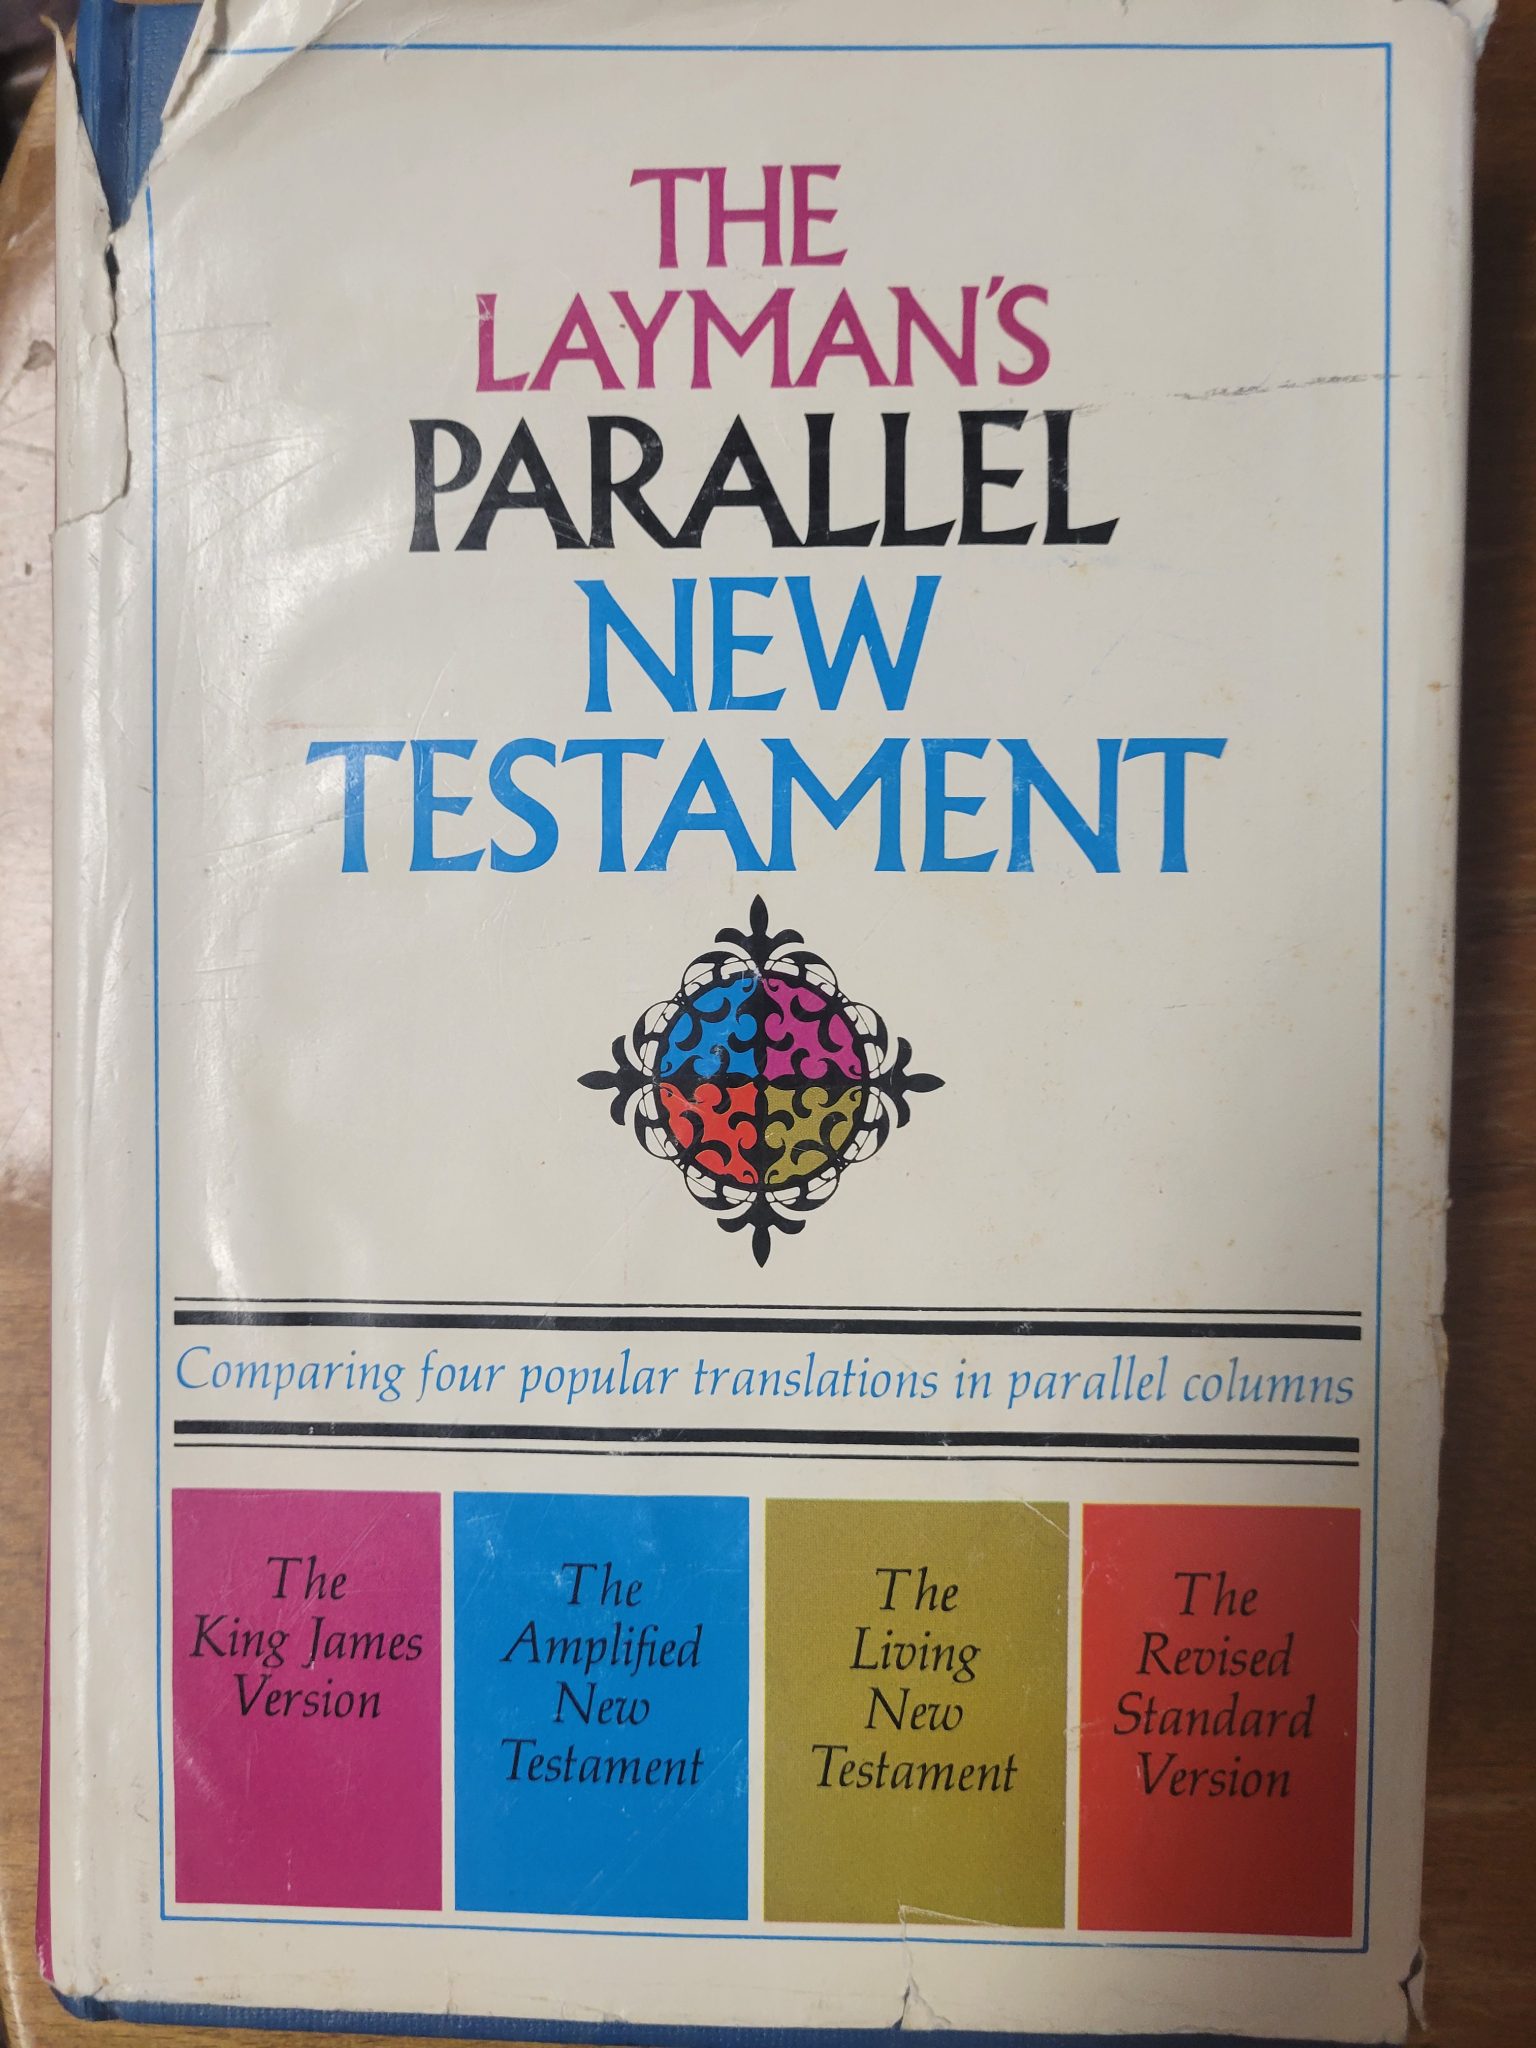 THE
LAYMAN'S
PARALLEL
NEW
TESTAMENT
Comparing four popular translations in parallel columns
The
King James
Version
The
Amplified
New
Testament
The
Living
New
Testament
The
Revised
Standard
Version